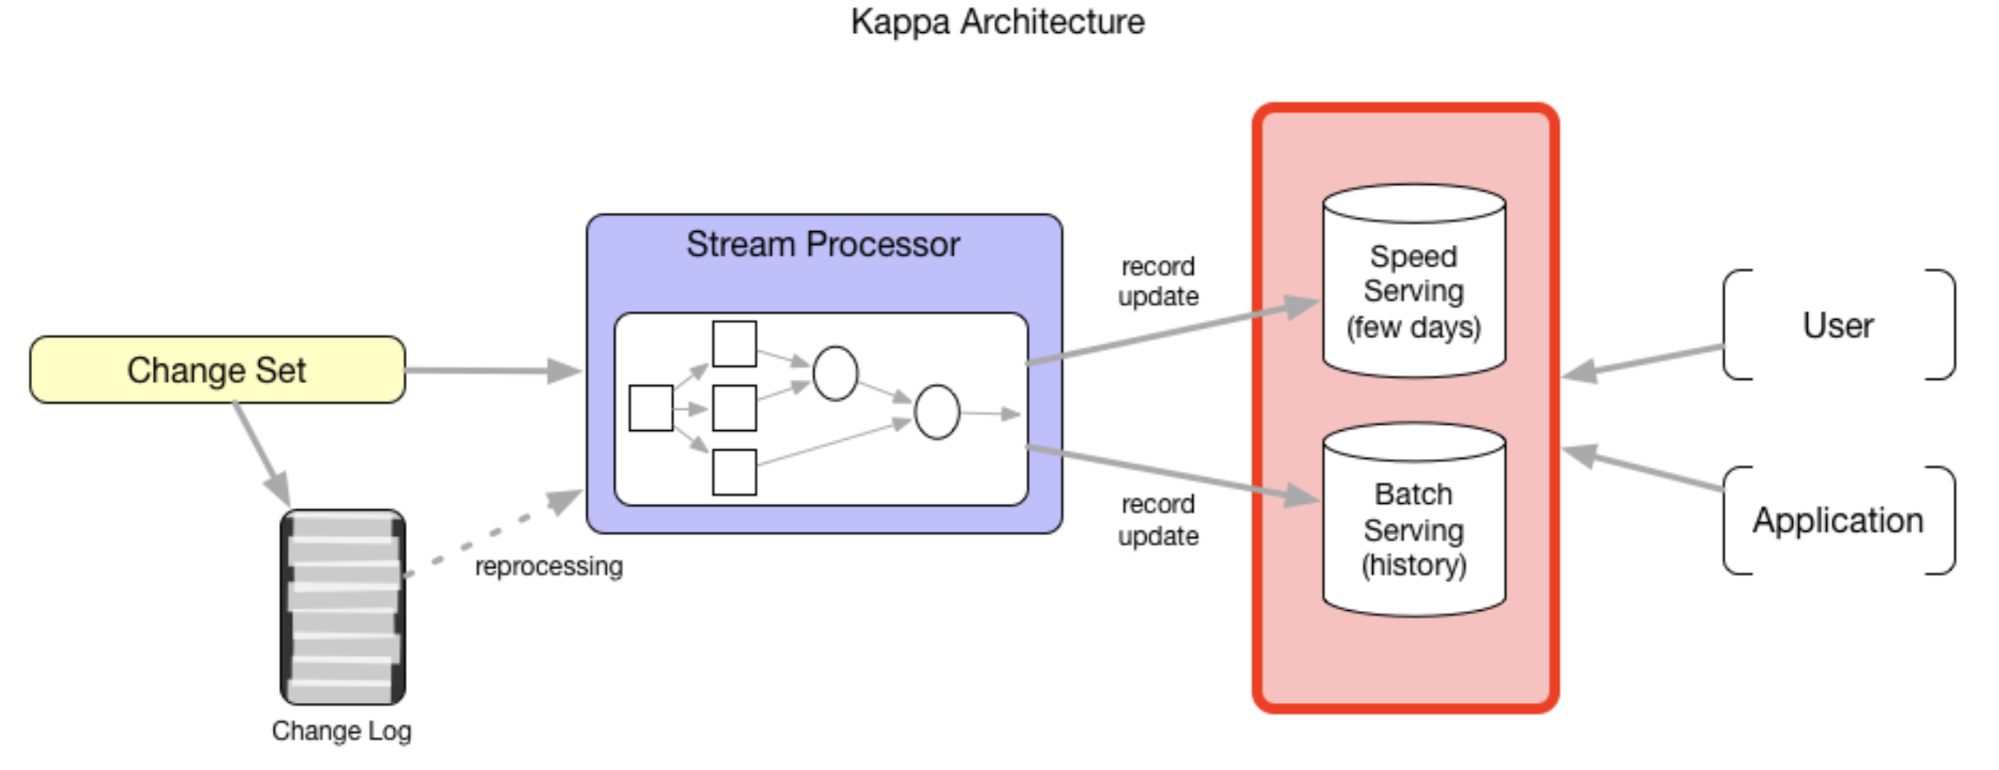 Kappa Architecture
Change Set
Change Log
reprocessing
Stream Processor
record
update
record
update
Speed
Serving
(few days)
Batch
Serving
(history)
User
Application